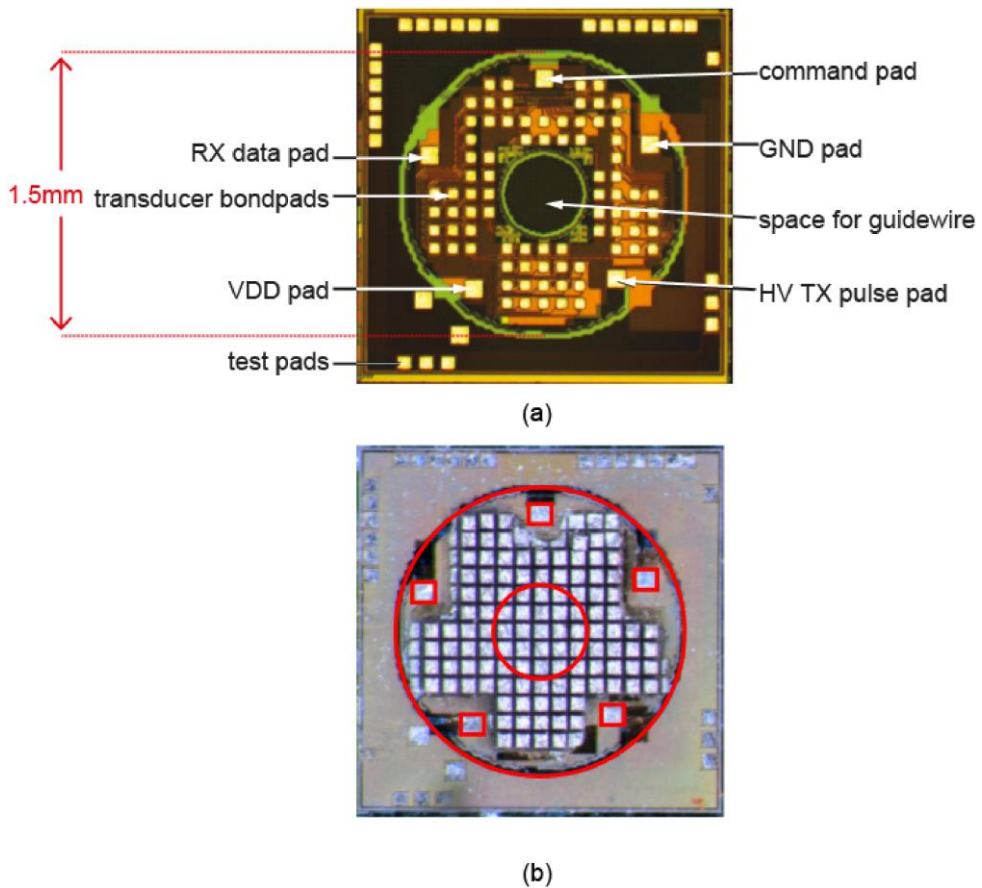 command pad
RX data pad
GND pad
1.5mm
transducer bondpads
space for guidewire
VDD pad
HV TX pulse pad
test pads
(a)
(b)